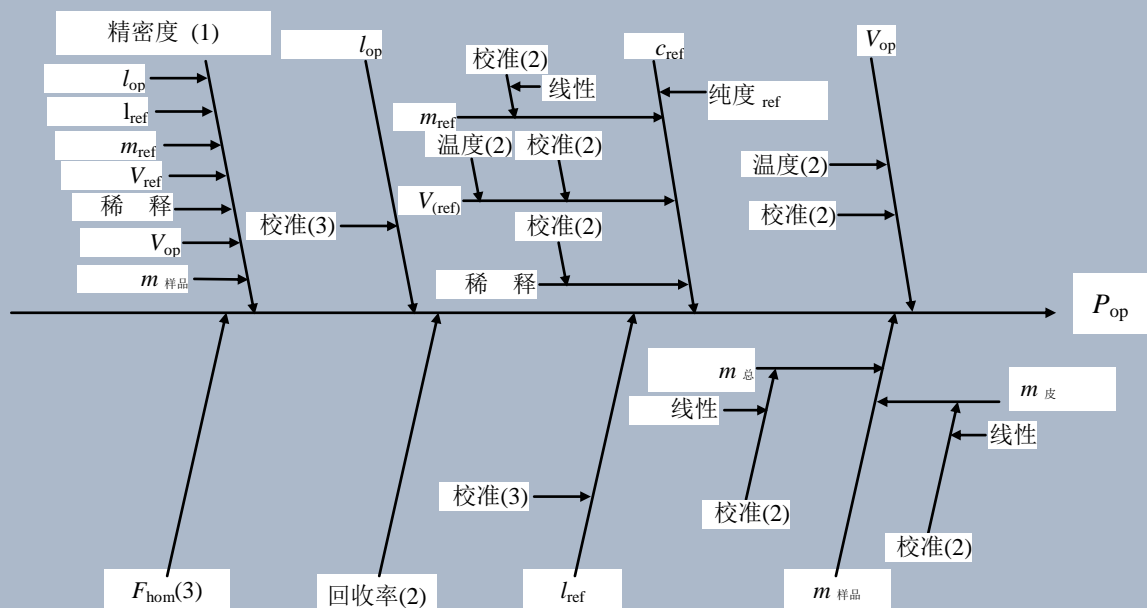 精密度 (1)
l op
l ref
m ref
V ref
稀 释
V op
m 样品
l op
校准(3)
校准(2)
线性
m ref
温度(2) 校准(2)
V (ref)
校准(2)
稀 释
c ref
纯度 ref
V op
温度(2)
校准(2)
P op
F hom (3)
回收率(2)
校准(3)
l ref
m 总
线性
校准(2)
m 皮
线性
校准(2)
m 样品